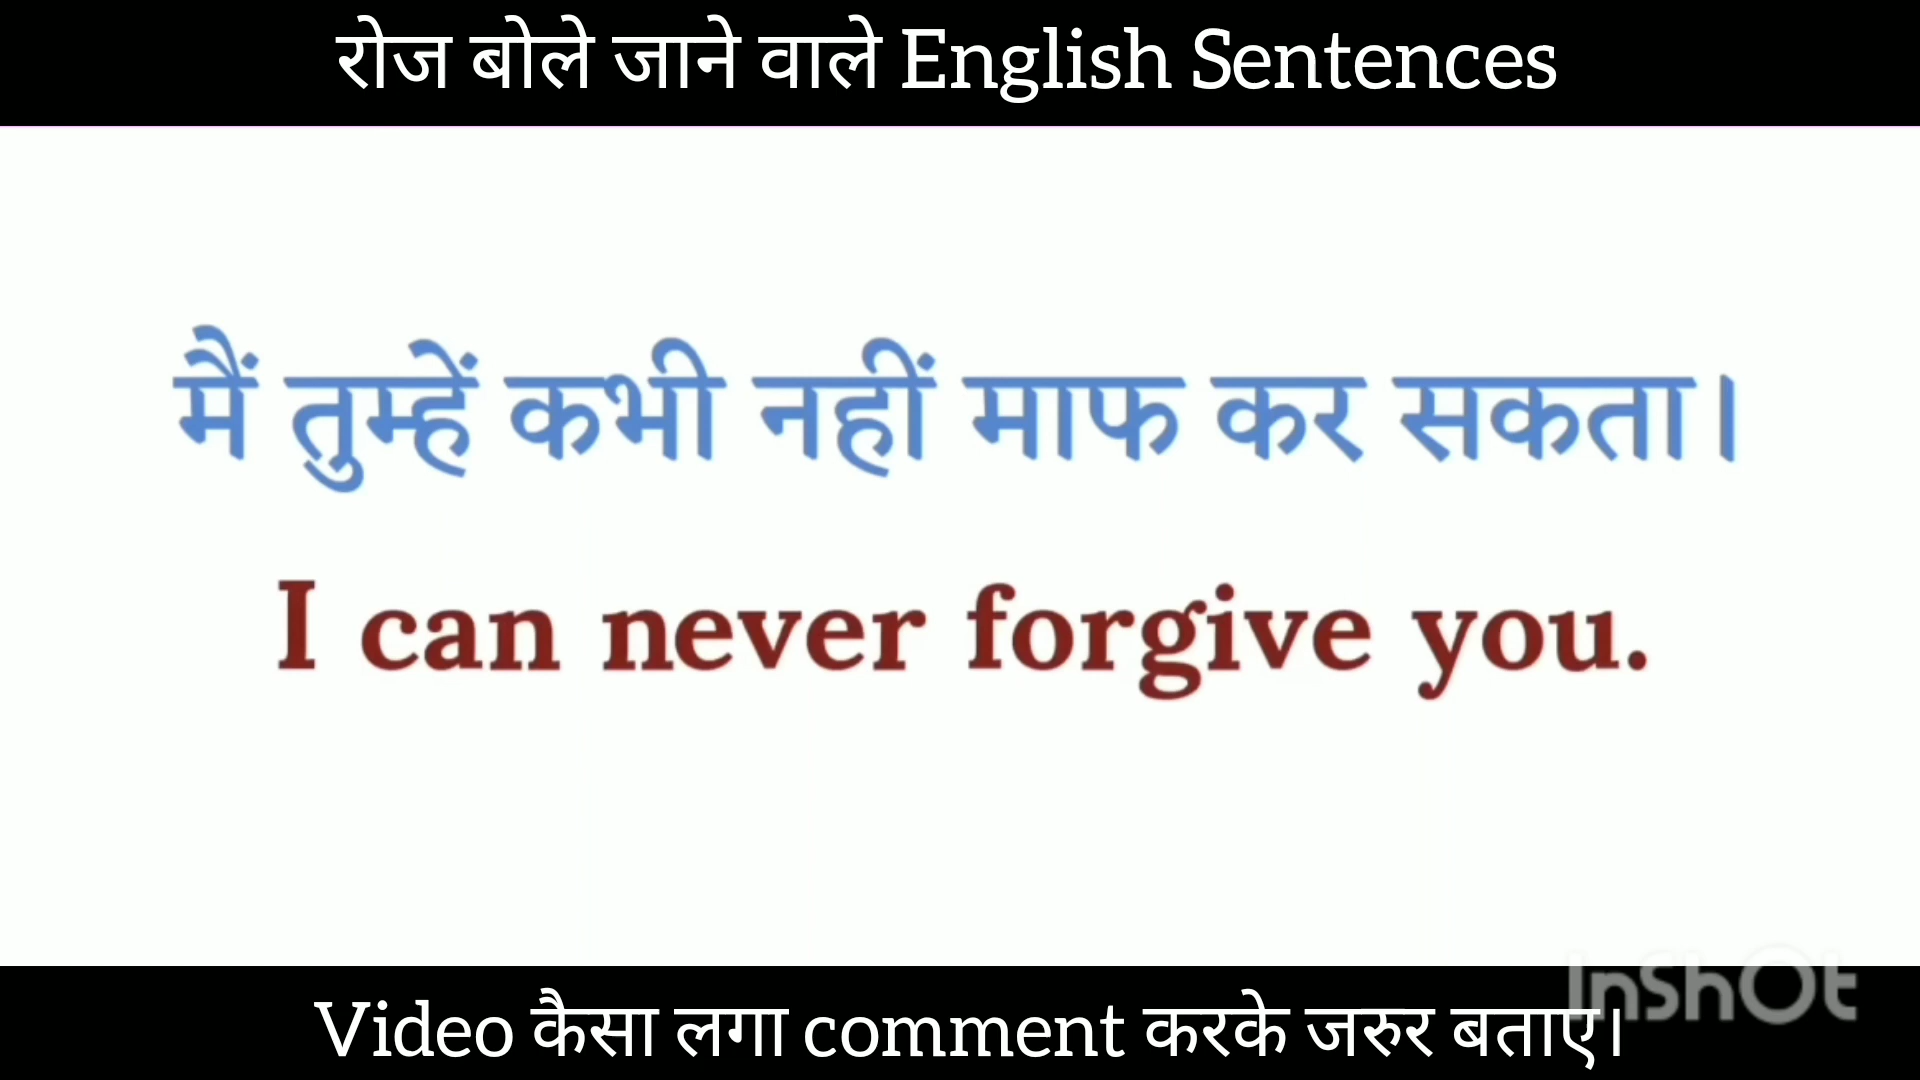 रोज बोले जाने वाले English Sentences
मैं तुम्हें कभी नहीं माफ कर सकता।
I can never forgive you.
InShOt
Video कैसा लगा comment करके जरुर बताए।